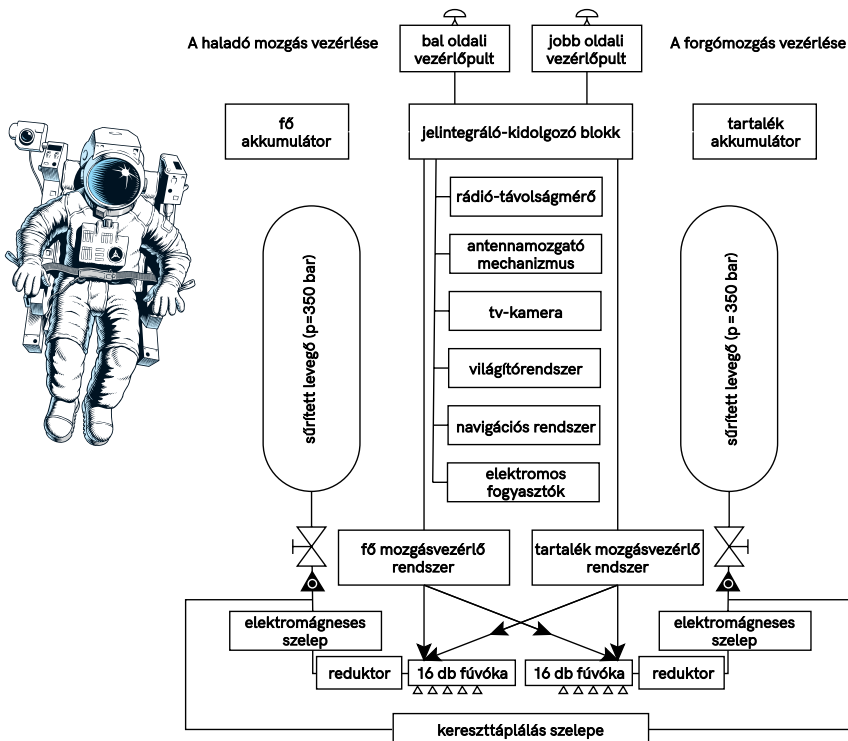 A haladó mozgás vezérlése
bal oldali
vezérlőpult
jobb oldali
vezérlőpult
A forgómozgás vezérlése
fő
akkumulátor
jelintegráló-kidolgozó blokk
tartalék
akkumulátor
rádió-távolságmérő
antennamozgató
mechanizmus
tv-kamera
világítórendszer
navigációs rendszer
elektromos
fogyasztók
sűrített levegő (p=350 bar)
sűrített levegő (p = 350 bar)
fő mozgásvezérlő
rendszer
tartalék mozgásvezérlő
rendszer
elektromágneses
szelep
elektromágneses
szelep
reduktor
16 db fúvóka
16 db fúvóka
reduktor
kereszttáplálás szelepe